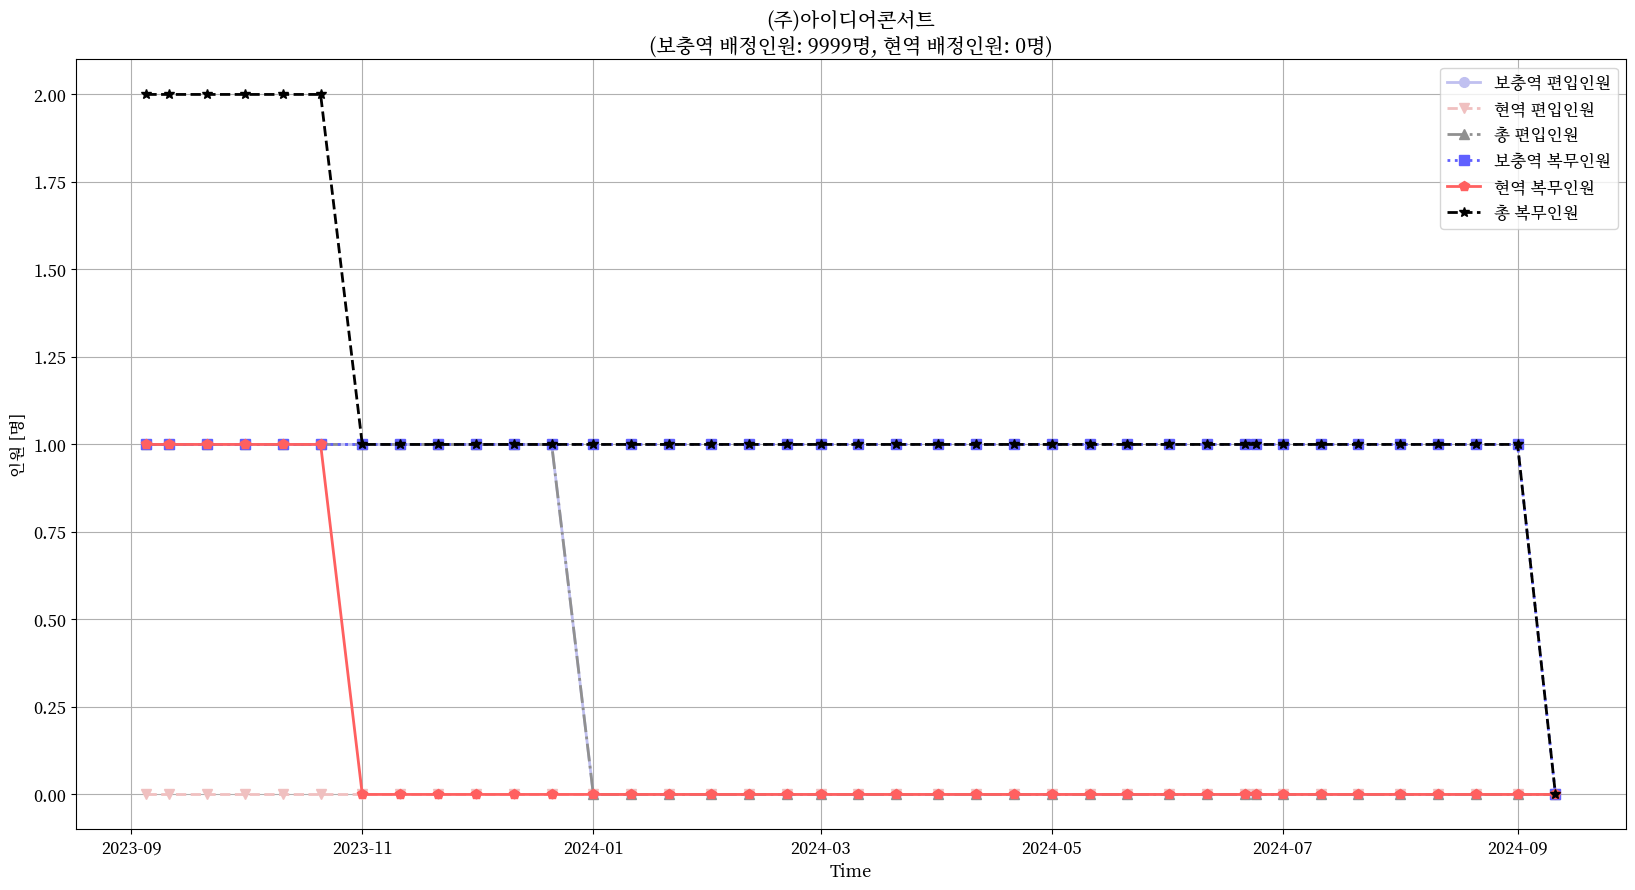 (주)아이디어콘서트
(보충역 배정인원: 9999명, 현역 배정인원: 0명)
보충역 편입인원
현역 편입인원
총 편입인원
보충역 복무인원
현역 복무인원
총 복무인원
인원 [명]
2.00
1.75
1.50
1.25
1.00
0.75
0.50
0.25
0.00
2023-09
2023-11
2024-01
2024-03
2024-05
2024-07
2024-09
Time